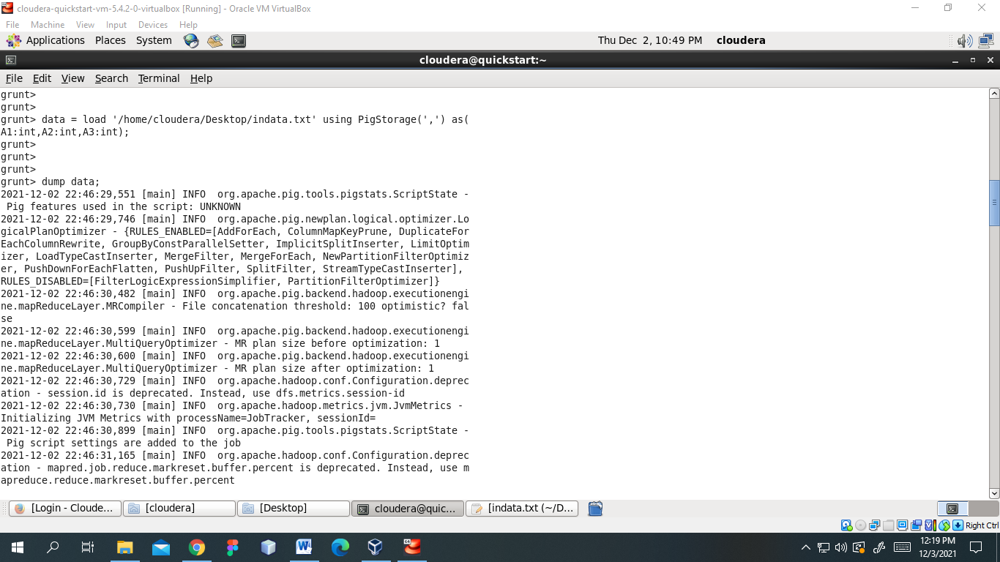 cloudera-quickstart-vm-5.4.2-0-virtualbox [Running] - Oracle VM VirtualBox
File Machine View Input Devices Help
Applications Places System Thu Dec 2, 10:49 PM cloudera
cloudera@quickstart:~
File Edit View Search Terminal Help
grunt>
grunt>
grunt> data = load '/home/cloudera/Desktop/indata.txt' using PigStorage(',') as(
A1:int,A2:int,A3:int);
grunt>
grunt>
grunt>
grunt> dump data;
2021-12-02 22:46:29,551 [main] INFO  org.apache.pig.tools.pigstats.ScriptState -
 Pig features used in the script: UNKNOWN
2021-12-02 22:46:29,746 [main] INFO  org.apache.pig.newplan.logical.optimizer.Lo
gicalPlanOptimizer - {RULES_ENABLED=[AddForEach, ColumnMapKeyPrune, DuplicateFor
EachColumnRewrite, GroupByConstParallelSetter, ImplicitSplitInserter, LimitOptim
izer, LoadTypeCastInserter, MergeFilter, MergeForEach, NewPartitionFilterOptimiz
er, PushDownForEachFlatten, PushUpFilter, SplitFilter, StreamTypeCastInserter],
RULES_DISABLED=[FilterLogicExpressionSimplifier, PartitionFilterOptimizer]}
2021-12-02 22:46:30,482 [main] INFO  org.apache.pig.backend.hadoop.executionengi
ne.mapReduceLayer.MRCompiler - File concatenation threshold: 100 optimistic? fal
se
2021-12-02 22:46:30,599 [main] INFO  org.apache.pig.backend.hadoop.executionengi
ne.mapReduceLayer.MultiQueryOptimizer - MR plan size before optimization: 1
2021-12-02 22:46:30,600 [main] INFO  org.apache.pig.backend.hadoop.executionengi
ne.mapReduceLayer.MultiQueryOptimizer - MR plan size after optimization: 1
2021-12-02 22:46:30,729 [main] INFO  org.apache.hadoop.conf.Configuration.deprec
ation - session.id is deprecated. Instead, use dfs.metrics.session-id
2021-12-02 22:46:30,730 [main] INFO  org.apache.hadoop.metrics.jvm.JvmMetrics -
Initializing JVM Metrics with processName=JobTracker, sessionId=
2021-12-02 22:46:30,899 [main] INFO  org.apache.pig.tools.pigstats.ScriptState -
 Pig script settings are added to the job
2021-12-02 22:46:31,165 [main] INFO  org.apache.hadoop.conf.Configuration.deprec
ation - mapred.job.reduce.markreset.buffer.percent is deprecated. Instead, use m
apreduce.reduce.markreset.buffer.percent
[Login - Cloude... [cloudera] [Desktop] cloudera@quic... [indata.txt (~/D...
Right Ctrl
12:19 PM
12/3/2021